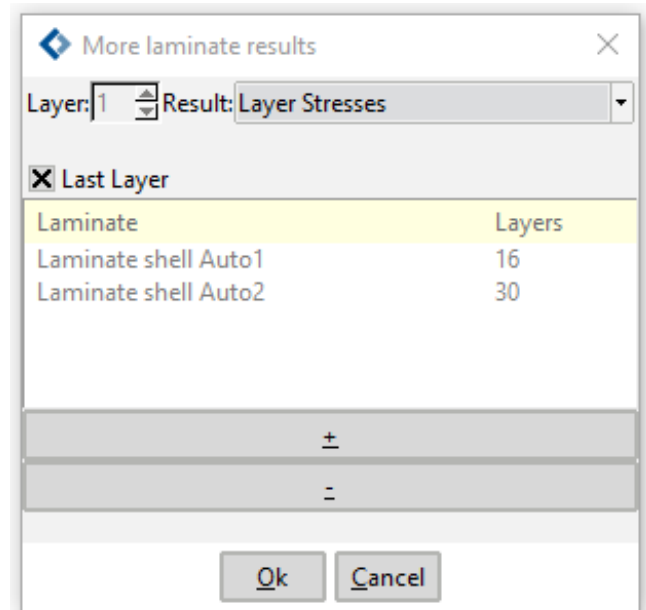 More laminate results
Layer: 1 Result: Layer Stresses
Last Layer
Laminate Layers
Laminate shell Auto1 16
Laminate shell Auto2 30
+
-
Ok Cancel